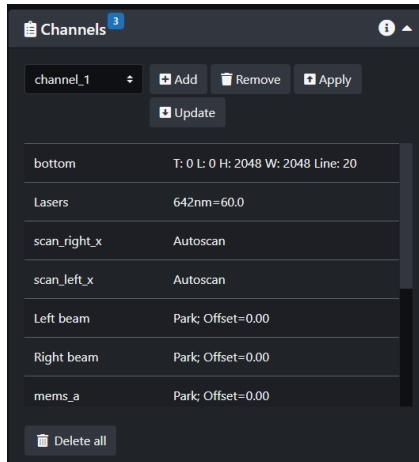 Channels 3
channel_1 Add Remove Apply
Update
bottom T: 0 L: 0 H: 2048 W: 2048 Line: 20
Lasers 642nm=60.0
scan_right_x Autoscan
scan_left_x Autoscan
Left beam Park; Offset=0.00
Right beam Park; Offset=0.00
mems_a Park; Offset=0.00
Delete all